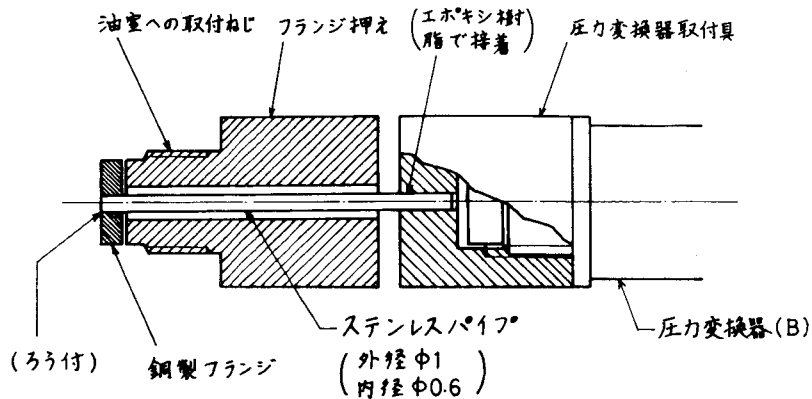 油室への取付ねじ
フランジ押え
(エポキシ樹
脂で接着)
圧力変換器取付具
ステンレスパイプ
(外径φ1
内径φ0.6)
圧力変換器(B)
(ろう付)
銅製フランジ